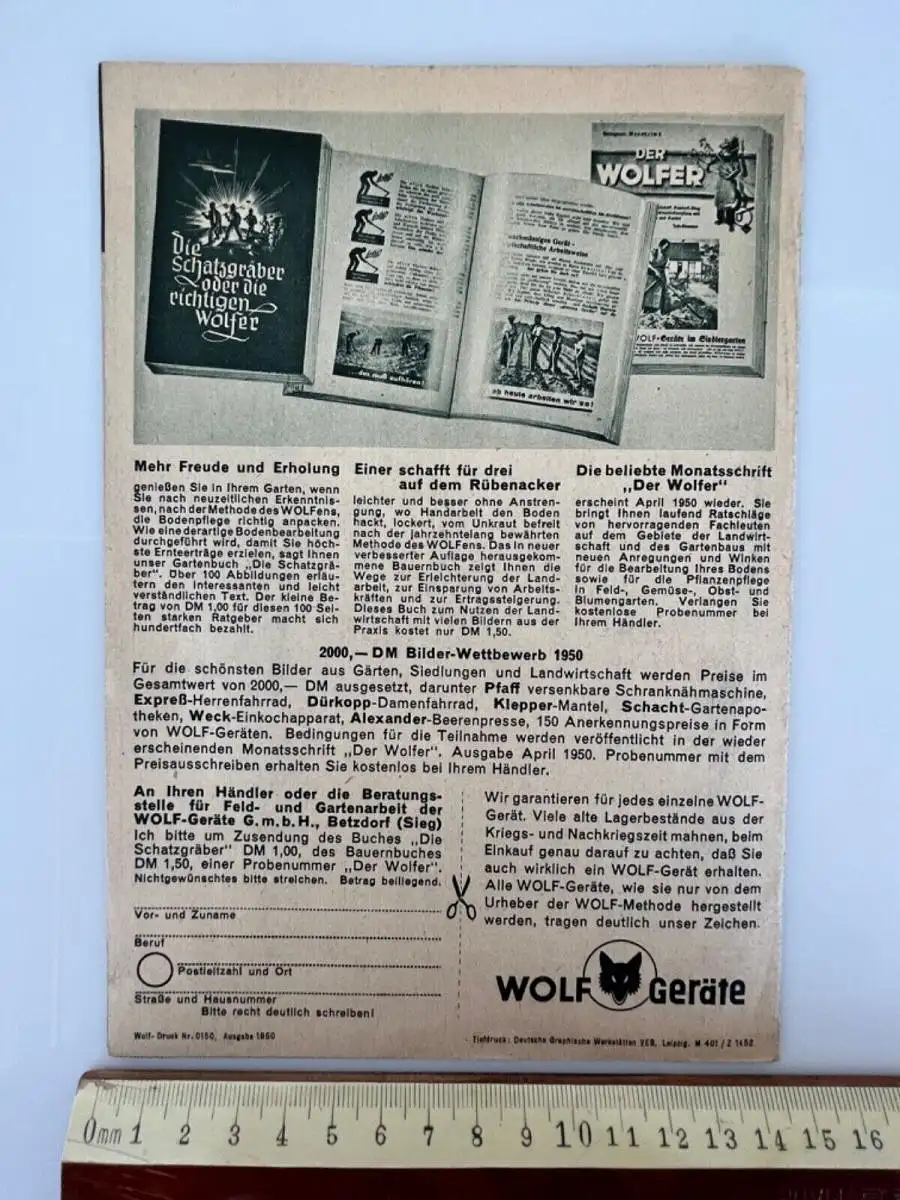 Die
Schatzgräber
oder die
richtigen
Wolfer
...das muß aufhören!
ab heute arbeiten wir so!
DER
WOLFER
WOLF-Geräte im Siedlergarten
Mehr Freude und Erholung
genießen Sie in Ihrem Garten, wenn
Sie nach neuzeitlichen Erkenntnis-
sen, nach der Methode des WOLFens,
die Bodenpflege richtig anpacken.
Wie eine derartige Bodenbearbeitung
durchgeführt wird, damit Sie höch-
ste Ernteerträge erzielen, sagt Ihnen
unser Gartenbuch „Die Schatzgrä-
ber". Über 100 Abbildungen erläu-
tern den interessanten und leicht
verständlichen Text. Der kleine Be-
trag von DM 1,00 für diesen 100 Sei-
ten starken Ratgeber macht sich
hundertfach bezahlt.
Einer schafft für drei
auf dem Rübenacker
leichter und besser ohne Anstren-
gung, wo Handarbeit den Boden
hackt, lockert, vom Unkraut befreit
nach der jahrzehntelang bewährten
Methode des WOLFens. Das in neuer
verbesserter Auflage herausgekom-
mene Bauernbuch zeigt Ihnen die
Wege zur Erleichterung der Land-
arbeit, zur Einsparung von Arbeits-
kräften und zur Ertragssteigerung.
Dieses Buch zum Nutzen der Land-
wirtschaft mit vielen Bildern aus der
Praxis kostet nur DM 1,50.
Die beliebte Monatsschrift
„Der Wolfer"
erscheint April 1950 wieder. Sie
bringt Ihnen laufend Ratschläge
von hervorragenden Fachleuten
auf dem Gebiete der Landwirt-
schaft und des Gartenbaus mit
neuen Anregungen und Winken
für die Bearbeitung Ihres Bodens
sowie für die Pflanzenpflege
in Feld-, Gemüse-, Obst- und
Blumengarten. Verlangen Sie
kostenlose Probenummer bei
Ihrem Händler.
2000,— DM Bilder-Wettbewerb 1950
Für die schönsten Bilder aus Gärten, Siedlungen und Landwirtschaft werden Preise im
Gesamtwert von 2000,— DM ausgesetzt, darunter Pfaff versenkbare Schranknähmaschine,
Expreß-Herrenfahrrad, Dürkopp-Damenfahrrad, Klepper-Mantel, Schacht-Gartenapo-
theken, Weck-Einkochapparat, Alexander-Beerenpresse, 150 Anerkennungspreise in Form
von WOLF-Geräten. Bedingungen für die Teilnahme werden veröffentlicht in der wieder
erscheinenden Monatsschrift „Der Wolfer". Ausgabe April 1950. Probenummer mit dem
Preisausschreiben erhalten Sie kostenlos bei Ihrem Händler.
An Ihren Händler oder die Beratungs-
stelle für Feld- und Gartenarbeit der
WOLF-Geräte G.m.b.H., Betzdorf (Sieg)
Ich bitte um Zusendung des Buches „Die
Schatzgräber" DM 1,00, des Bauernbuches
DM 1,50, einer Probenummer „Der Wolfer".
Nichtgewünschtes bitte streichen. Betrag beiliegend.
Vor- und Zuname
Beruf
Postleitzahl und Ort
Straße und Hausnummer
Bitte recht deutlich schreiben!
Wolf-Druck Nr. 0150, Ausgabe 1950
Wir garantieren für jedes einzelne WOLF-
Gerät. Viele alte Lagerbestände aus der
Kriegs- und Nachkriegszeit mahnen, beim
Einkauf genau darauf zu achten, daß Sie
auch wirklich ein WOLF-Gerät erhalten.
Alle WOLF-Geräte, wie sie nur von dem
Urheber der WOLF-Methode hergestellt
werden, tragen deutlich unser Zeichen.
WOLF Geräte
Tiefdruck: Deutsche Graphische Werkstätten VEB, Leipzig. M 401 / Z 1452
0mm 1 2 3 4 5 6 7 8 9 10 11 12 13 14 15 16